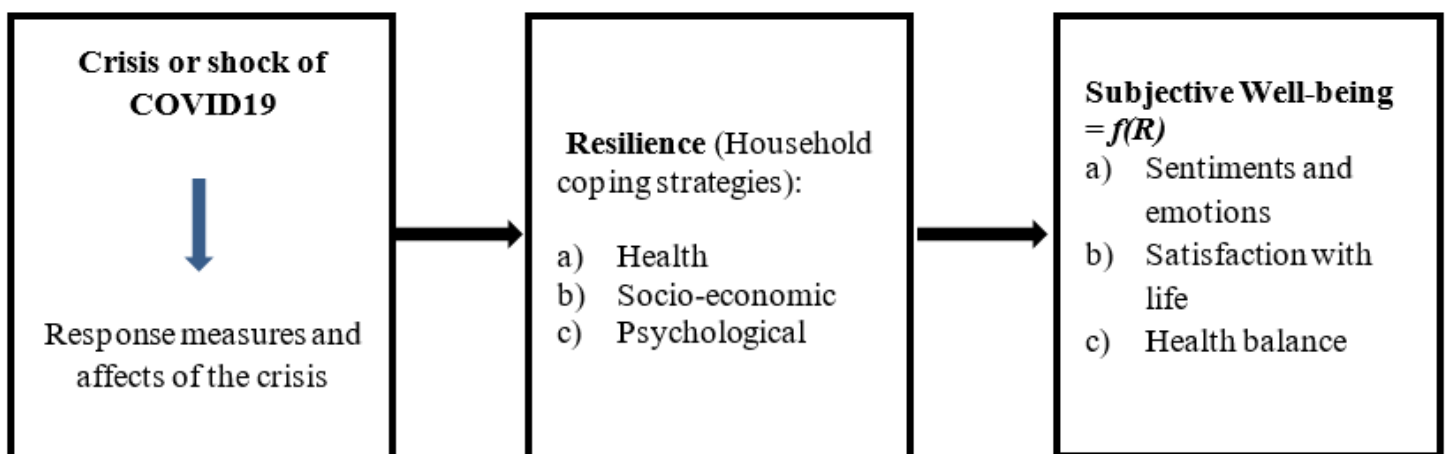 Crisis or shock of
COVID19
Response measures and
affects of the crisis
Resilience (Household
coping strategies):
a) Health
b) Socio-economic
c) Psychological
Subjective Well-being
= f(R)
a) Sentiments and
emotions
b) Satisfaction with
life
c) Health balance